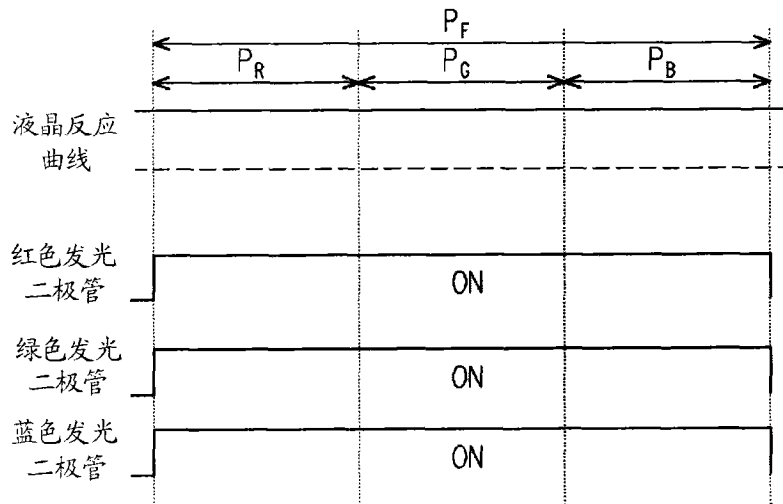 P_F
P_R P_G P_B
液晶反应
曲线
红色发光
二极管
ON
绿色发光
二极管
ON
蓝色发光
二极管
ON